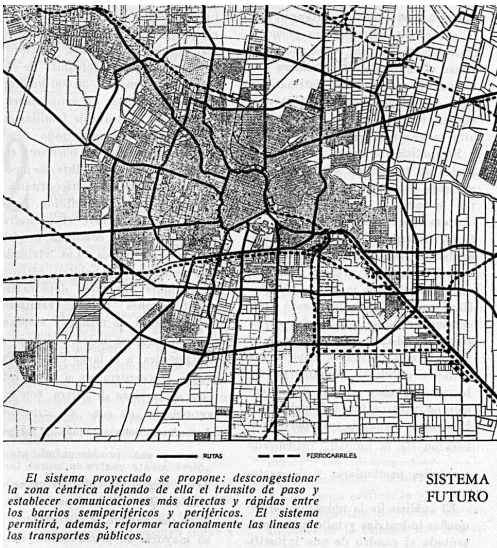 RUTAS
FERROCARRILES
El sistema proyectado se propone: descongestionar
la zona céntrica alejando de ella el tránsito de paso y
establecer comunicaciones más directas y rápidas entre
los barrios semiperiféricos y periféricos. El sistema
permitirá, además, reformar racionalmente las líneas de
los transportes públicos.
SISTEMA
FUTURO